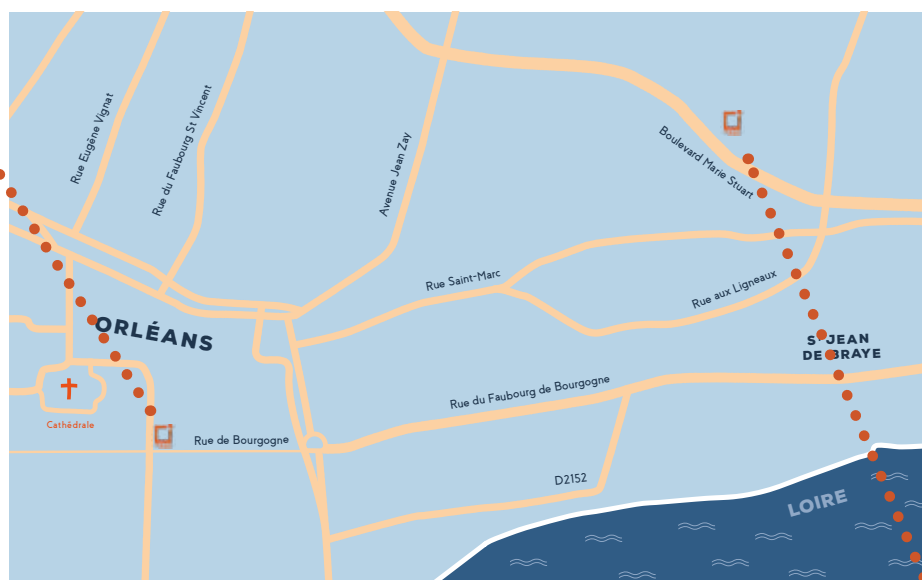 Rue Eugène Vignat
Rue du Faubourg St Vincent
Avenue Jean Zay
Boulevard Marie Stuart
Rue Saint-Marc
Rue aux Ligneaux
ORLÉANS
ST JEAN
DE BRAYE
Rue du Faubourg de Bourgogne
Cathédrale
Rue de Bourgogne
D2152
LOIRE